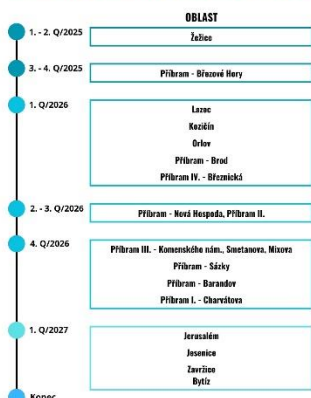 OBLAST
1. - 2. Q/2025
Žežice
3. - 4. Q/2025
Příbram - Březové Hory
1. Q/2026
Lazec
Kozičín
Orlov
Příbram - Brod
Příbram IV. - Březnická
2. - 3. Q/2026
Příbram - Nová Hospoda, Příbram II.
4. Q/2026
Příbram III. - Komenského nám., Smetanova, Mixova
Příbram - Sázky
Příbram - Barandov
Příbram I. - Charvátova
1. Q/2027
Jerusalém
Jesenice
Zavržice
Bytíz
Konec